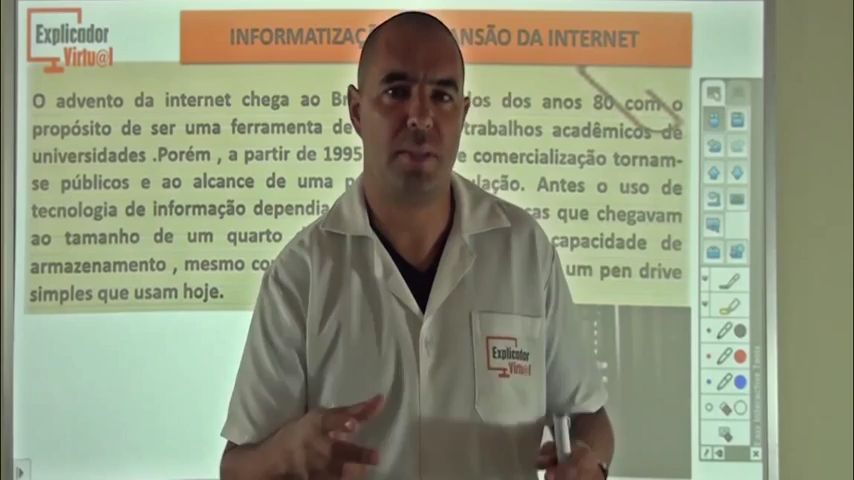 Explicador
Virtu@l
INFORMATIZAÇ ANSÃO DA INTERNET
O advento da internet chega ao Br os dos anos 80 com o
propósito de ser uma ferramenta de trabalhos acadêmicos de
universidades .Porém , a partir de 1995 e comercialização tornam-
se públicos e ao alcance de uma p ulação. Antes o uso de
tecnologia de informação dependia cas que chegavam
ao tamanho de um quarto capacidade de
armazenamento , mesmo co um pen drive
simples que usam hoje.
Explicador
Virtu@l